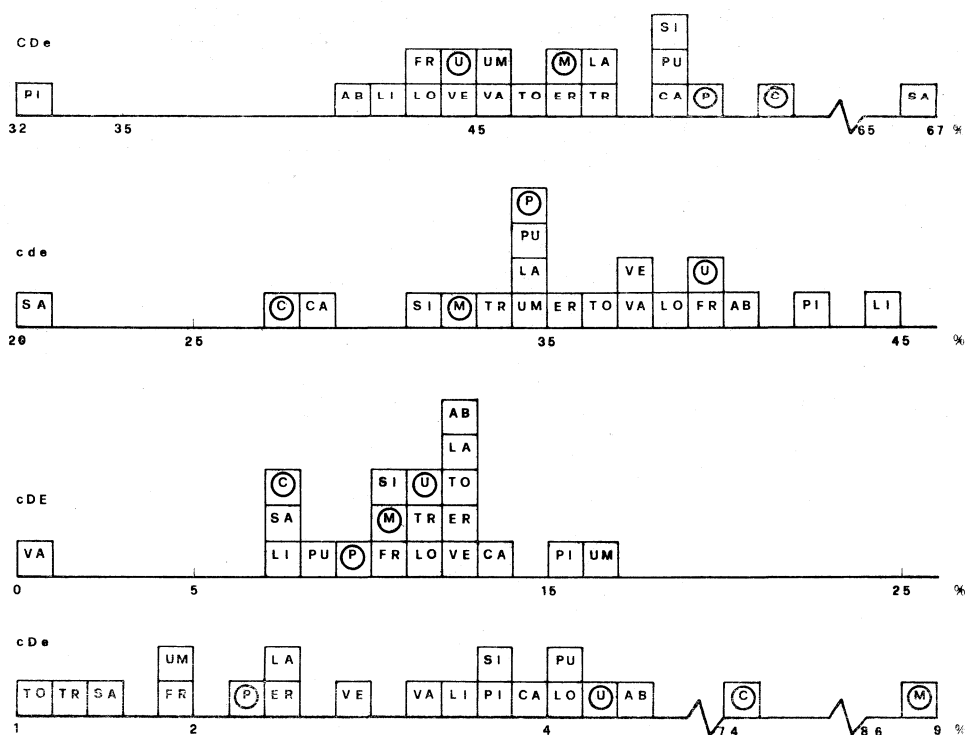 CDe
SI
FR U UM M LA PU
PI AB LI LO VE VA TO ER TR CA P C SA
32 35 45 65 67 %
cde
P
PU
LA VE U
SA C CA SI M TR UM ER TO VA LO FR AB PI LI
20 25 35 45 %
AB
LA
cDE
C SI U TO
SA M TR ER
VA LI PU P FR LO VE CA PI UM
0 5 15 25 %
cDe
UM LA SI PU
TO TR SA FR P ER VE VA LI PI CA LO U AB C M
1 2 4 7 4 8 6 9 %